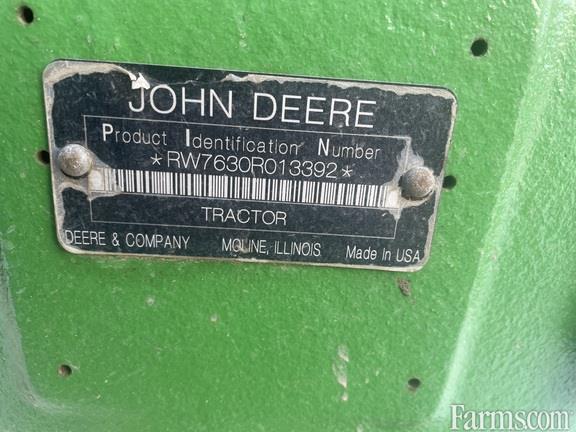 JOHN DEERE
Product Identification Number
*RW7630R013392*
TRACTOR
DEERE & COMPANY MOLINE, ILLINOIS Made In USA
Farms.com